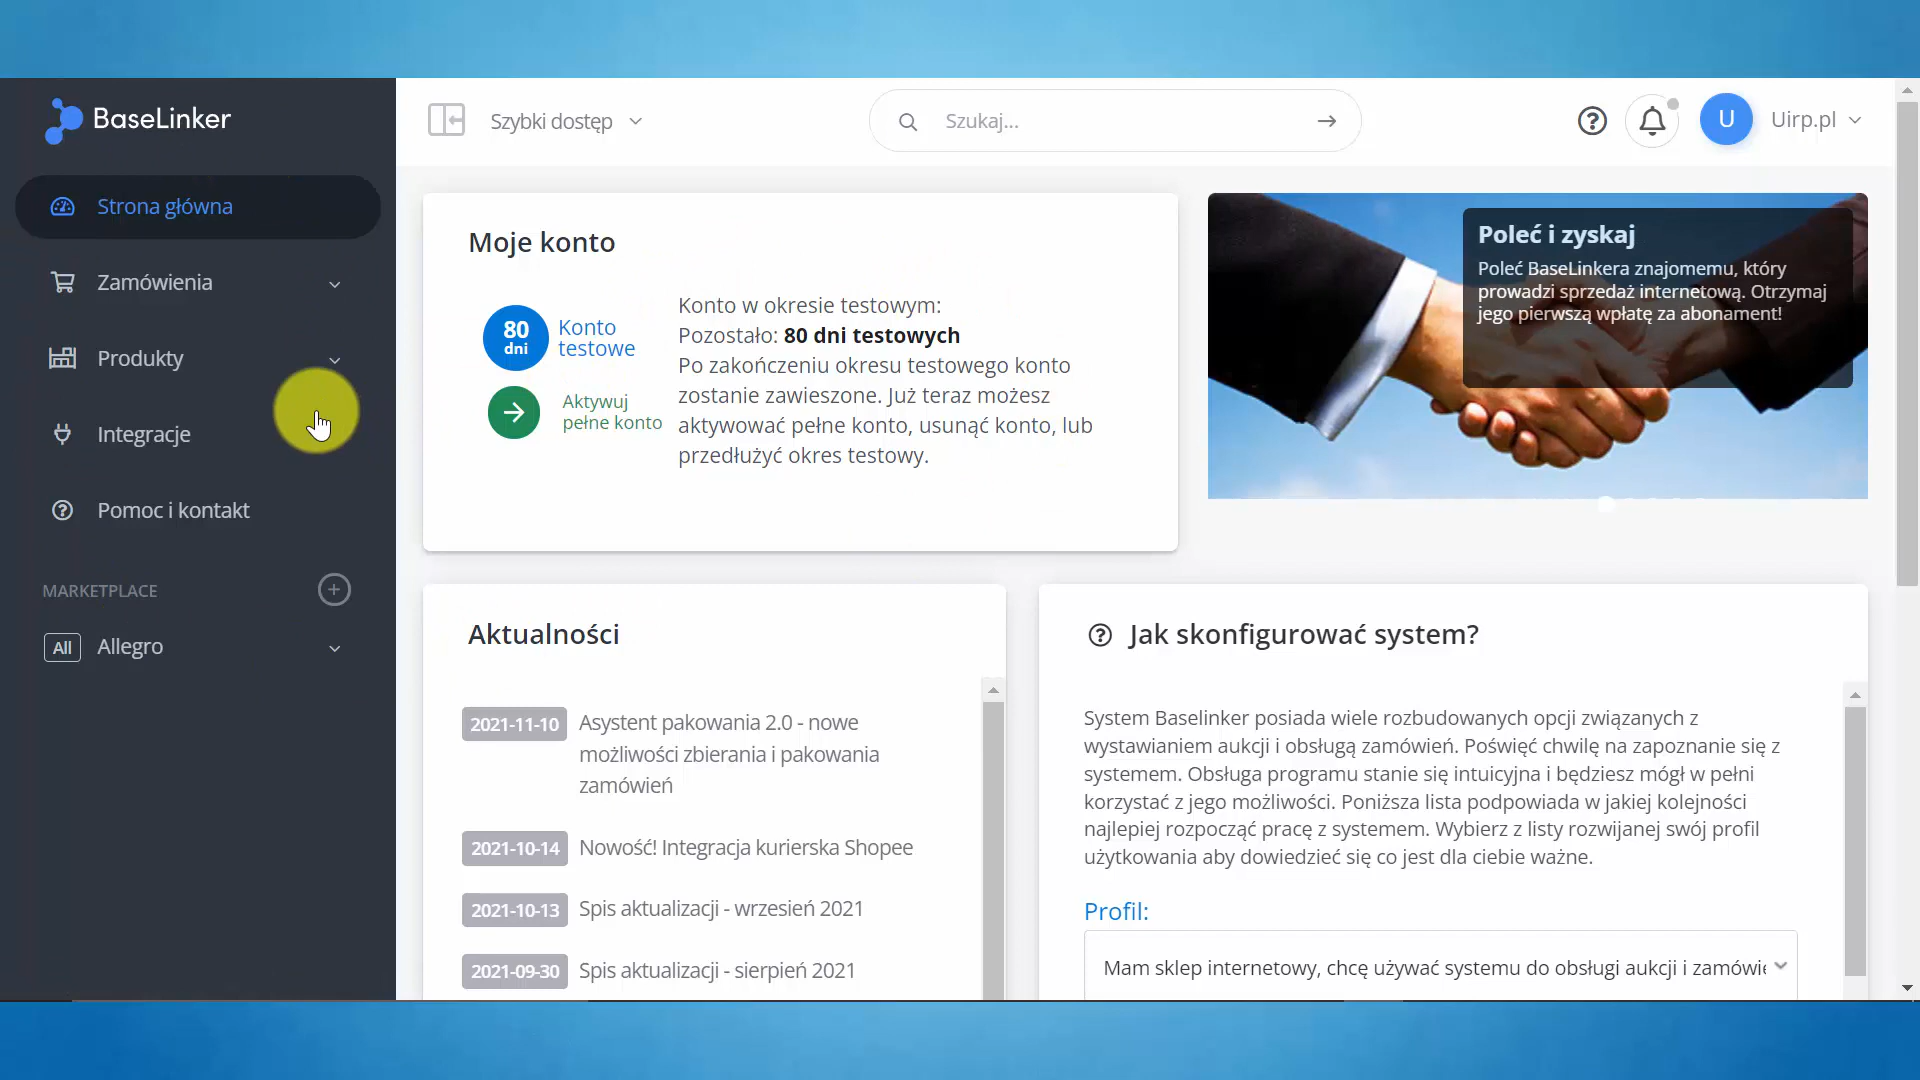 BaseLinker
Szybki dostęp
Szukaj...
U
Uirp.pl
Strona główna
Zamówienia
Produkty
Integracje
Pomoc i kontakt
MARKETPLACE
All Allegro
Moje konto
80
dni
Konto
testowe
Aktywuj
pełne konto
Konto w okresie testowym:
Pozostało: 80 dni testowych
Po zakończeniu okresu testowego konto
zostanie zawieszone. Już teraz możesz
aktywować pełne konto, usunąć konto, lub
przedłużyć okres testowy.
Poleć i zyskaj
Poleć BaseLinkera znajomemu, który
prowadzi sprzedaż internetową. Otrzymaj
jego pierwszą wpłatę za abonament!
Aktualności
2021-11-10 Asystent pakowania 2.0 - nowe
możliwości zbierania i pakowania
zamówień
2021-10-14 Nowość! Integracja kurierska Shopee
2021-10-13 Spis aktualizacji - wrzesień 2021
2021-09-30 Spis aktualizacji - sierpień 2021
Jak skonfigurować system?
System Baselinker posiada wiele rozbudowanych opcji związanych z
wystawianiem aukcji i obsługą zamówień. Poświęć chwilę na zapoznanie się z
systemem. Obsługa programu stanie się intuicyjna i będziesz mógł w pełni
korzystać z jego możliwości. Poniższa lista podpowiada w jakiej kolejności
najlepiej rozpocząć pracę z systemem. Wybierz z listy rozwijanej swój profil
użytkowania aby dowiedzieć się co jest dla ciebie ważne.
Profil:
Mam sklep internetowy, chcę używać systemu do obsługi aukcji i zamówie